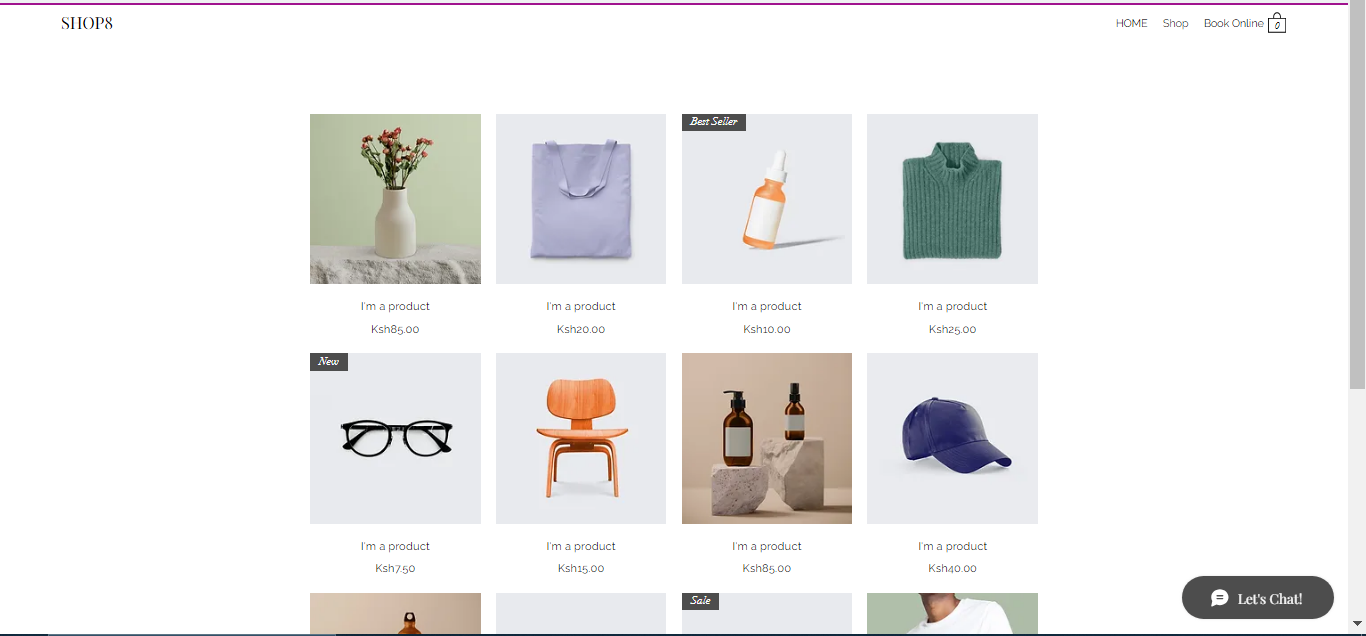 SHOP8
HOME Shop Book Online 0
Best Seller
I'm a product I'm a product I'm a product I'm a product
Ksh85.00 Ksh20.00 Ksh10.00 Ksh25.00
New
I'm a product I'm a product I'm a product I'm a product
Ksh7.50 Ksh15.00 Ksh85.00 Ksh40.00
Sale
Let's Chat!